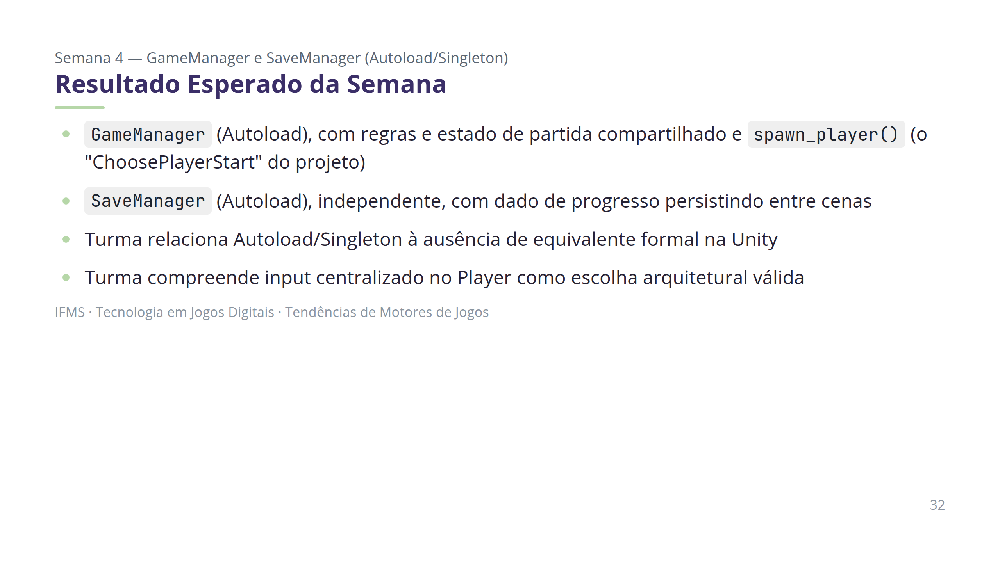 Semana 4 — GameManager e SaveManager (Autoload/Singleton)
Resultado Esperado da Semana
GameManager (Autoload), com regras e estado de partida compartilhado e spawn_player() (o
"ChoosePlayerStart" do projeto)
SaveManager (Autoload), independente, com dado de progresso persistindo entre cenas
Turma relaciona Autoload/Singleton à ausência de equivalente formal na Unity
Turma compreende input centralizado no Player como escolha arquitetural válida
IFMS · Tecnologia em Jogos Digitais · Tendências de Motores de Jogos
32